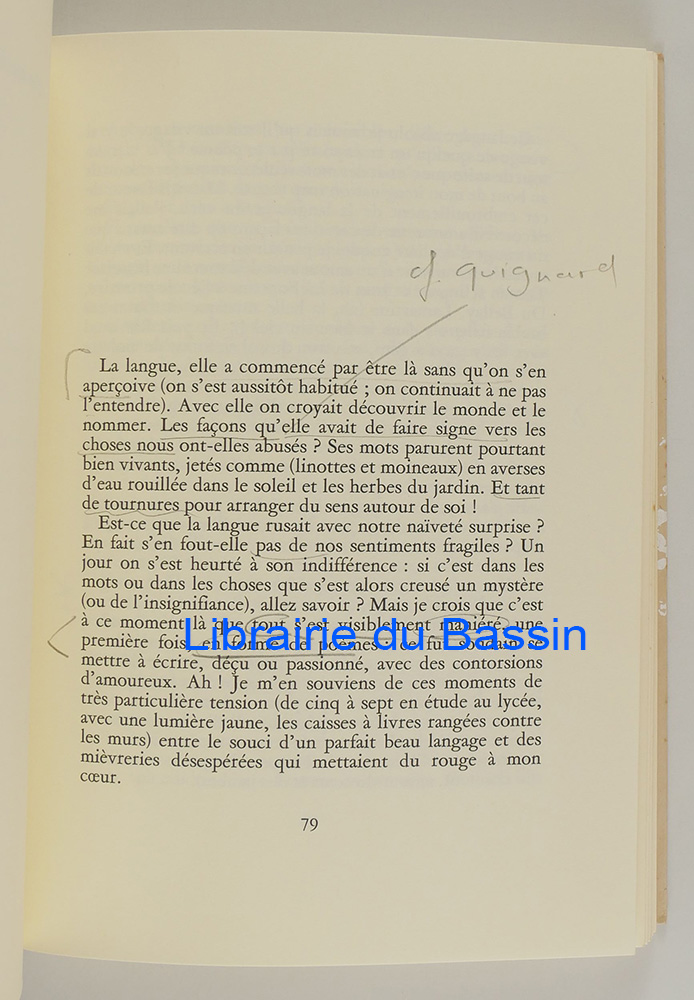 cf. Quignard
La langue, elle a commencé par être là sans qu'on s'en
aperçoive (on s'est aussitôt habitué ; on continuait à ne pas
l'entendre). Avec elle on croyait découvrir le monde et le
nommer. Les façons qu'elle avait de faire signe vers les
choses nous ont-elles abusés ? Ses mots parurent pourtant
bien vivants, jetés comme (linottes et moineaux) en averses
d'eau rouillée dans le soleil et les herbes du jardin. Et tant
de tournures pour arranger du sens autour de soi !
Est-ce que la langue rusait avec notre naïveté surprise ?
En fait s'en fout-elle pas de nos sentiments fragiles ? Un
jour on s'est heurté à son indifférence : si c'est dans les
mots ou dans les choses que s'est alors creusé un mystère
(ou de l'insignifiance), allez savoir ? Mais je crois que c'est
à ce moment là que tout s'est visiblement maniéré, une
Librairie du Bassin
première fois, en forme de poèmes : ce fut soudain se
mettre à écrire, déçu ou passionné, avec des contorsions
d'amoureux. Ah ! Je m'en souviens de ces moments de
très particulière tension (de cinq à sept en étude au lycée,
avec une lumière jaune, les caisses à livres rangées contre
les murs) entre le souci d'un parfait beau langage et des
mièvreries désespérées qui mettaient du rouge à mon
cœur.
79